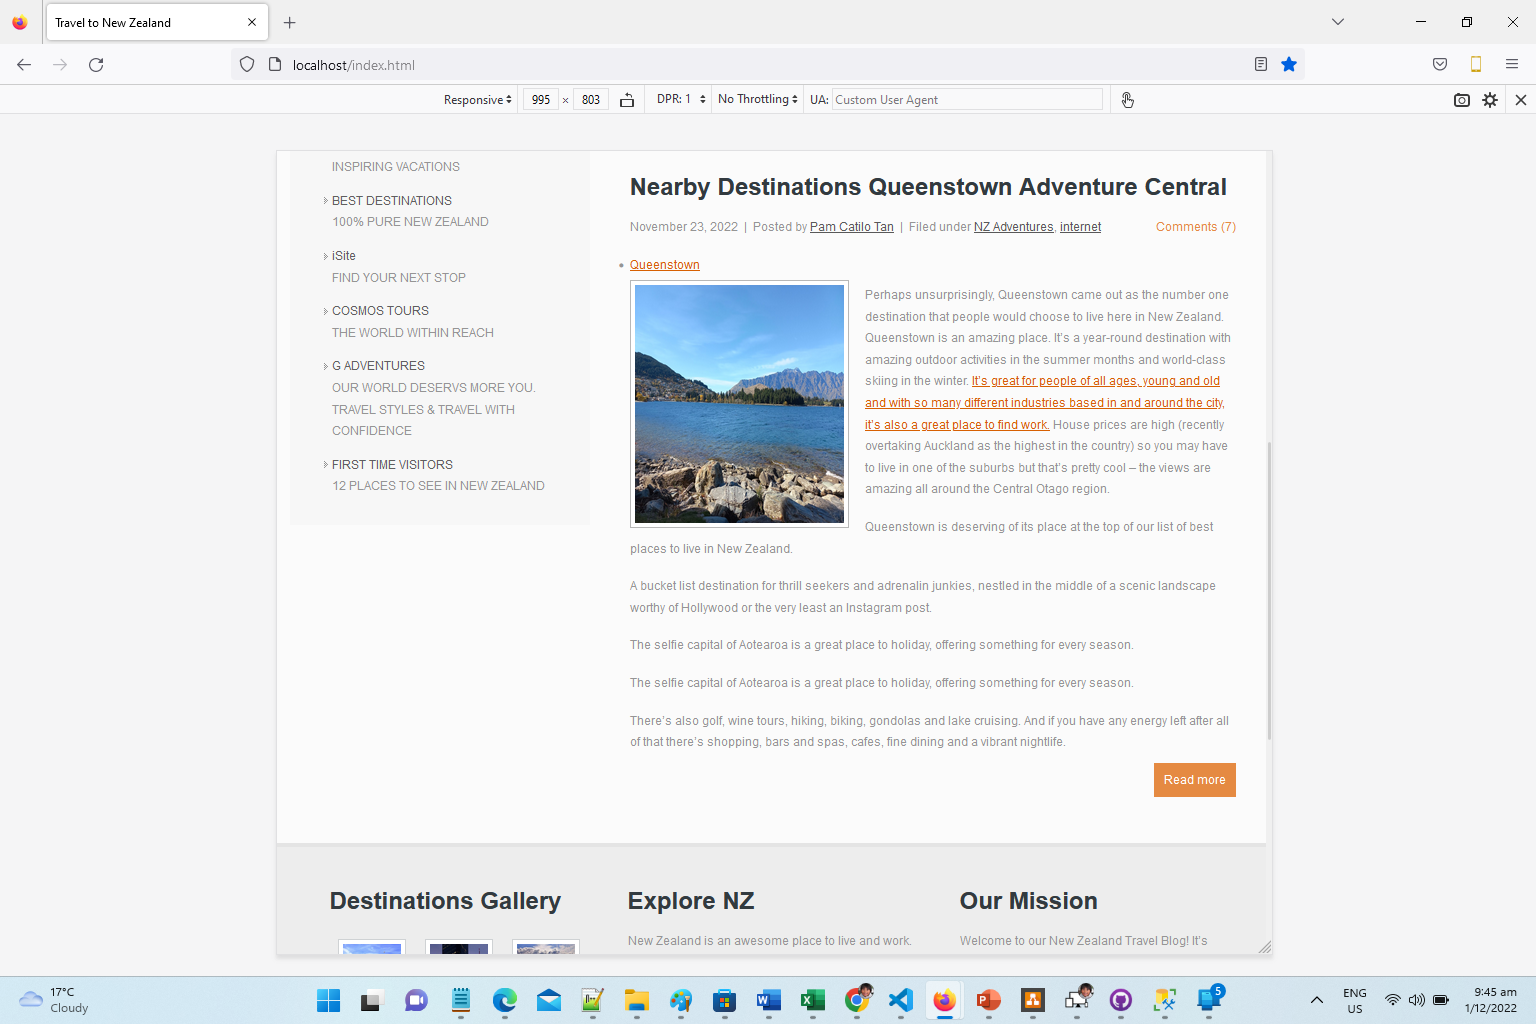 Travel to New Zealand
localhost/index.html
Responsive
995 × 803
DPR: 1
No Throttling
UA: Custom User Agent
INSPIRING VACATIONS
BEST DESTINATIONS
100% PURE NEW ZEALAND
iSite
FIND YOUR NEXT STOP
COSMOS TOURS
THE WORLD WITHIN REACH
G ADVENTURES
OUR WORLD DESERVS MORE YOU.
TRAVEL STYLES & TRAVEL WITH
CONFIDENCE
FIRST TIME VISITORS
12 PLACES TO SEE IN NEW ZEALAND
Nearby Destinations Queenstown Adventure Central
November 23, 2022 | Posted by Pam Catilo Tan | Filed under NZ Adventures, internet
Comments (7)
Queenstown
Perhaps unsurprisingly, Queenstown came out as the number one
destination that people would choose to live here in New Zealand.
Queenstown is an amazing place. It's a year-round destination with
amazing outdoor activities in the summer months and world-class
skiing in the winter. It's great for people of all ages, young and old
and with so many different industries based in and around the city,
it's also a great place to find work. House prices are high (recently
overtaking Auckland as the highest in the country) so you may have
to live in one of the suburbs but that's pretty cool – the views are
amazing all around the Central Otago region.
Queenstown is deserving of its place at the top of our list of best
places to live in New Zealand.
A bucket list destination for thrill seekers and adrenalin junkies, nestled in the middle of a scenic landscape
worthy of Hollywood or the very least an Instagram post.
The selfie capital of Aotearoa is a great place to holiday, offering something for every season.
The selfie capital of Aotearoa is a great place to holiday, offering something for every season.
There's also golf, wine tours, hiking, biking, gondolas and lake cruising. And if you have any energy left after all
of that there's shopping, bars and spas, cafes, fine dining and a vibrant nightlife.
Read more
Destinations Gallery
Explore NZ
New Zealand is an awesome place to live and work.
Our Mission
Welcome to our New Zealand Travel Blog! It's
17°C
Cloudy
5
ENG
US
9:45 am
1/12/2022